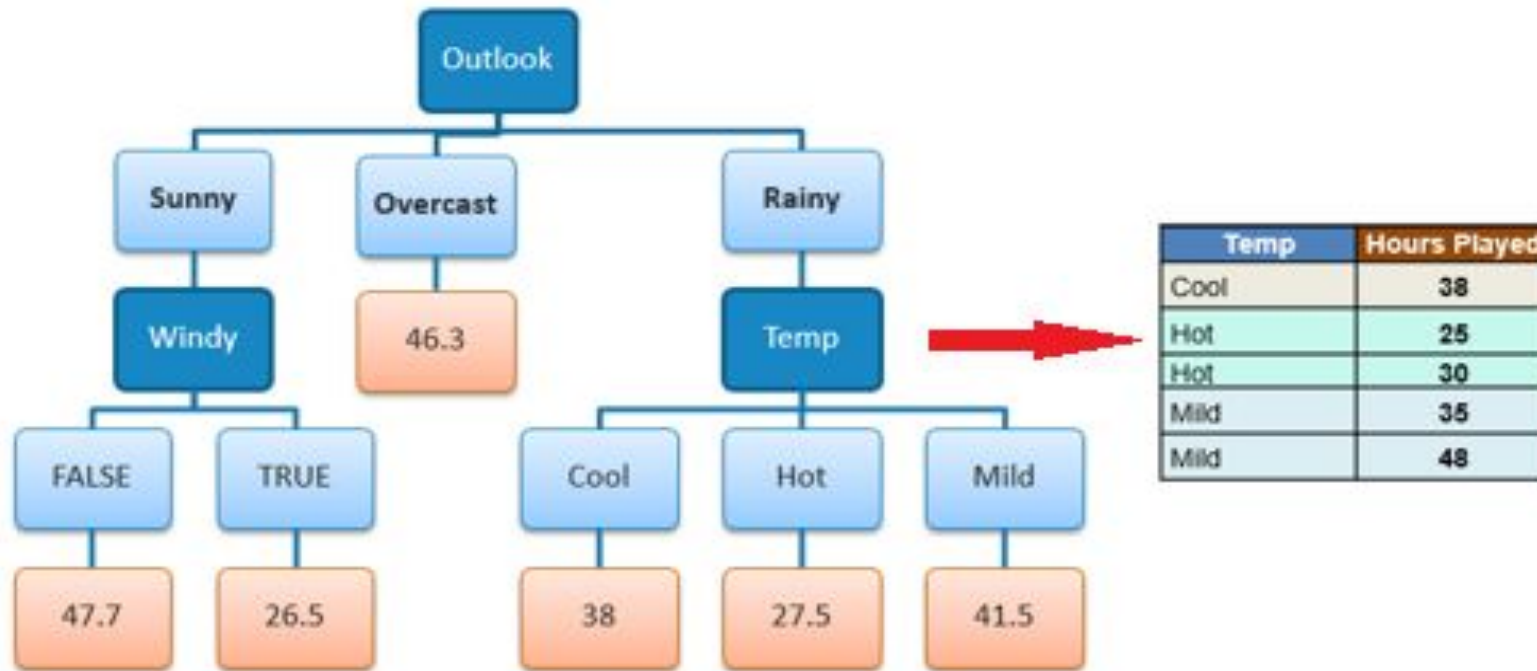 Outlook
Sunny
Overcast
Rainy
Windy
46.3
Temp
FALSE
TRUE
Cool
Hot
Mild
47.7
26.5
38
27.5
41.5
Temp Hours Played
Cool 38
Hot 25
Hot 30
Mild 35
Mild 48